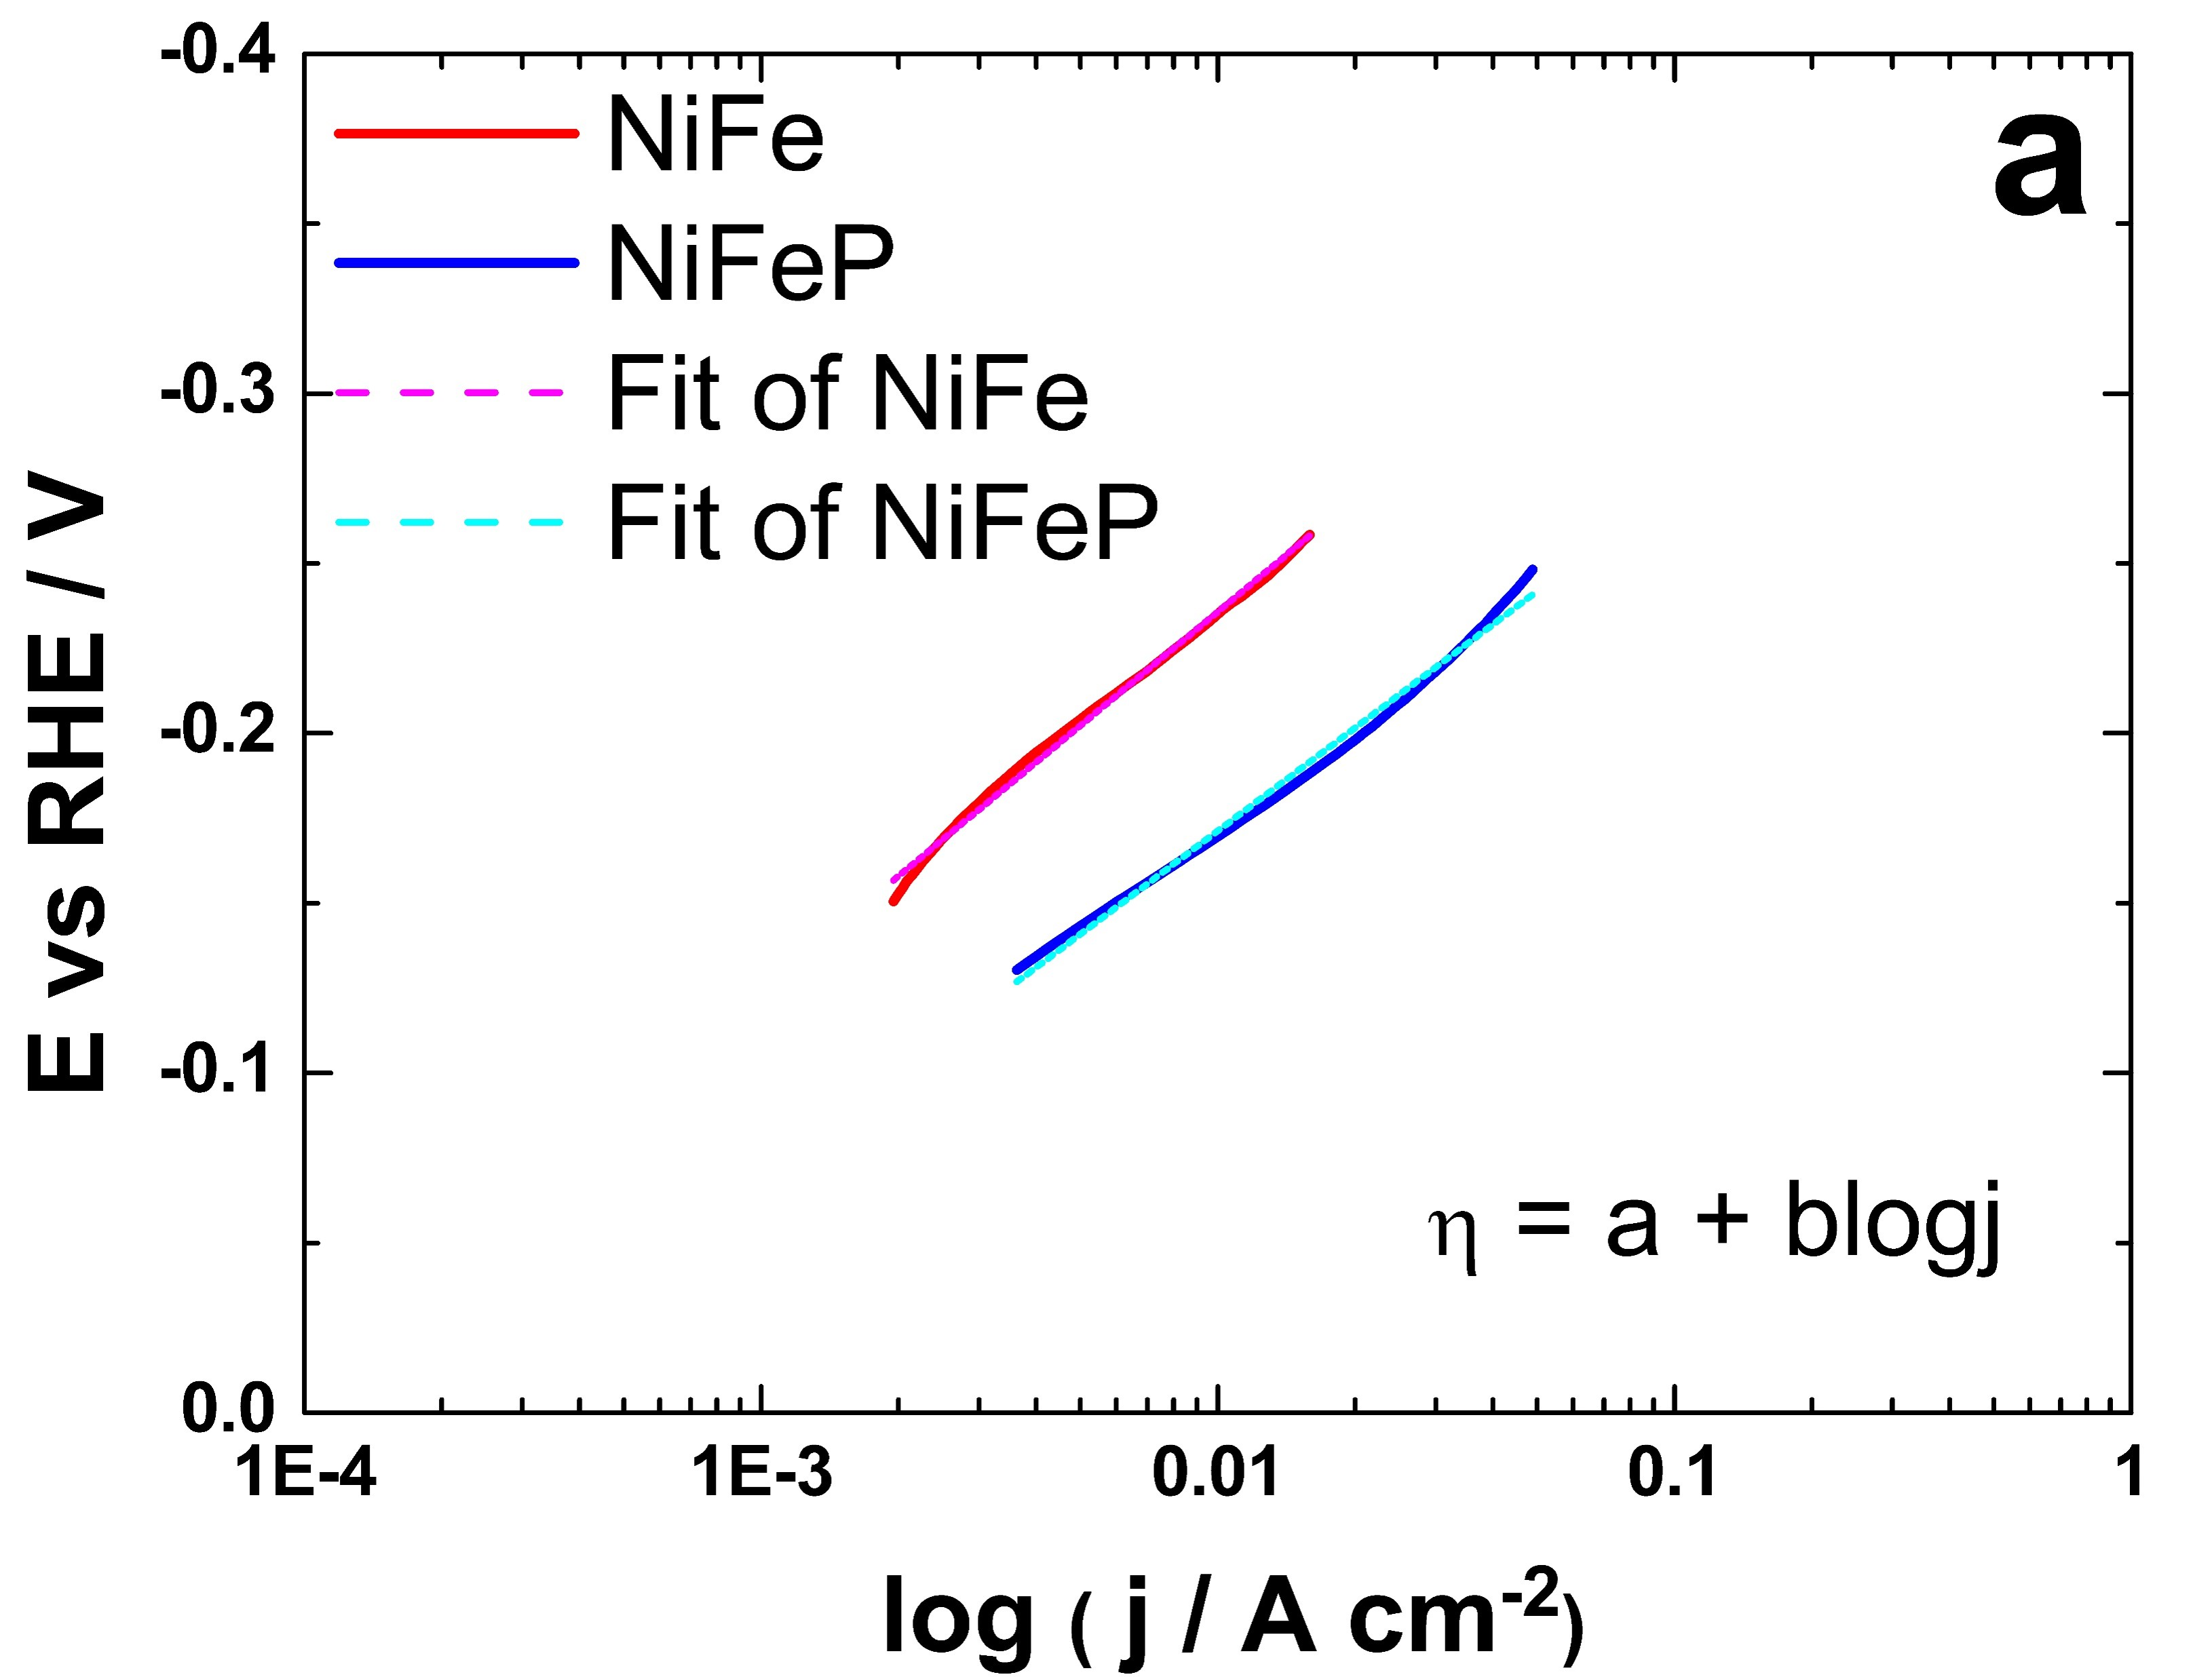 a
NiFe
NiFeP
Fit of NiFe
Fit of NiFeP
-0.4
-0.3
-0.2
-0.1
0.0
E vs RHE / V
η = a + blogj
1E-4 1E-3 0.01 0.1 1
log ( j / A cm-2)